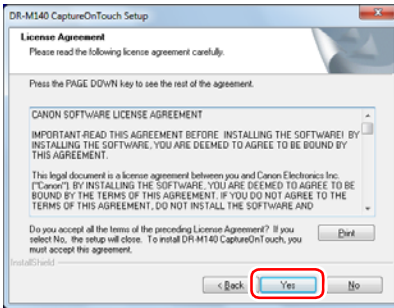 DR-M140 CaptureOnTouch Setup
License Agreement
Please read the following license agreement carefully.
Press the PAGE DOWN key to see the rest of the agreement.
CANON SOFTWARE LICENSE AGREEMENT
IMPORTANT-READ THIS AGREEMENT BEFORE INSTALLING THE SOFTWARE! BY
INSTALLING THE SOFTWARE, YOU ARE DEEMED TO AGREE TO BE BOUND BY
THIS AGREEMENT.
This legal document is a license agreement between you and Canon Electronics Inc.
("Canon"). BY INSTALLING THE SOFTWARE, YOU ARE DEEMED TO AGREE TO BE
BOUND BY THE TERMS OF THIS AGREEMENT. IF YOU DO NOT AGREE TO THE
TERMS OF THIS AGREEMENT, DO NOT INSTALL THE SOFTWARE AND
Do you accept all the terms of the preceding License Agreement? If you
select No, the setup will close. To install DR-M140 CaptureOnTouch, you
must accept this agreement.
Print
InstallShield
< Back
Yes
No